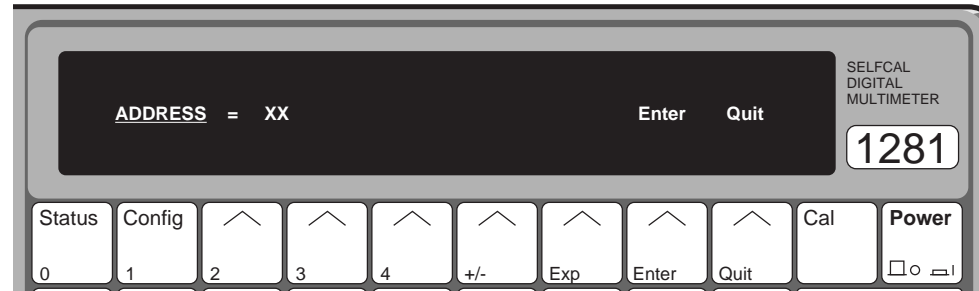 SELFCAL
DIGITAL
MULTIMETER
ADDRESS = XX Enter Quit
1281
Status Config Cal Power
0 1 2 3 4 +/- Exp Enter Quit